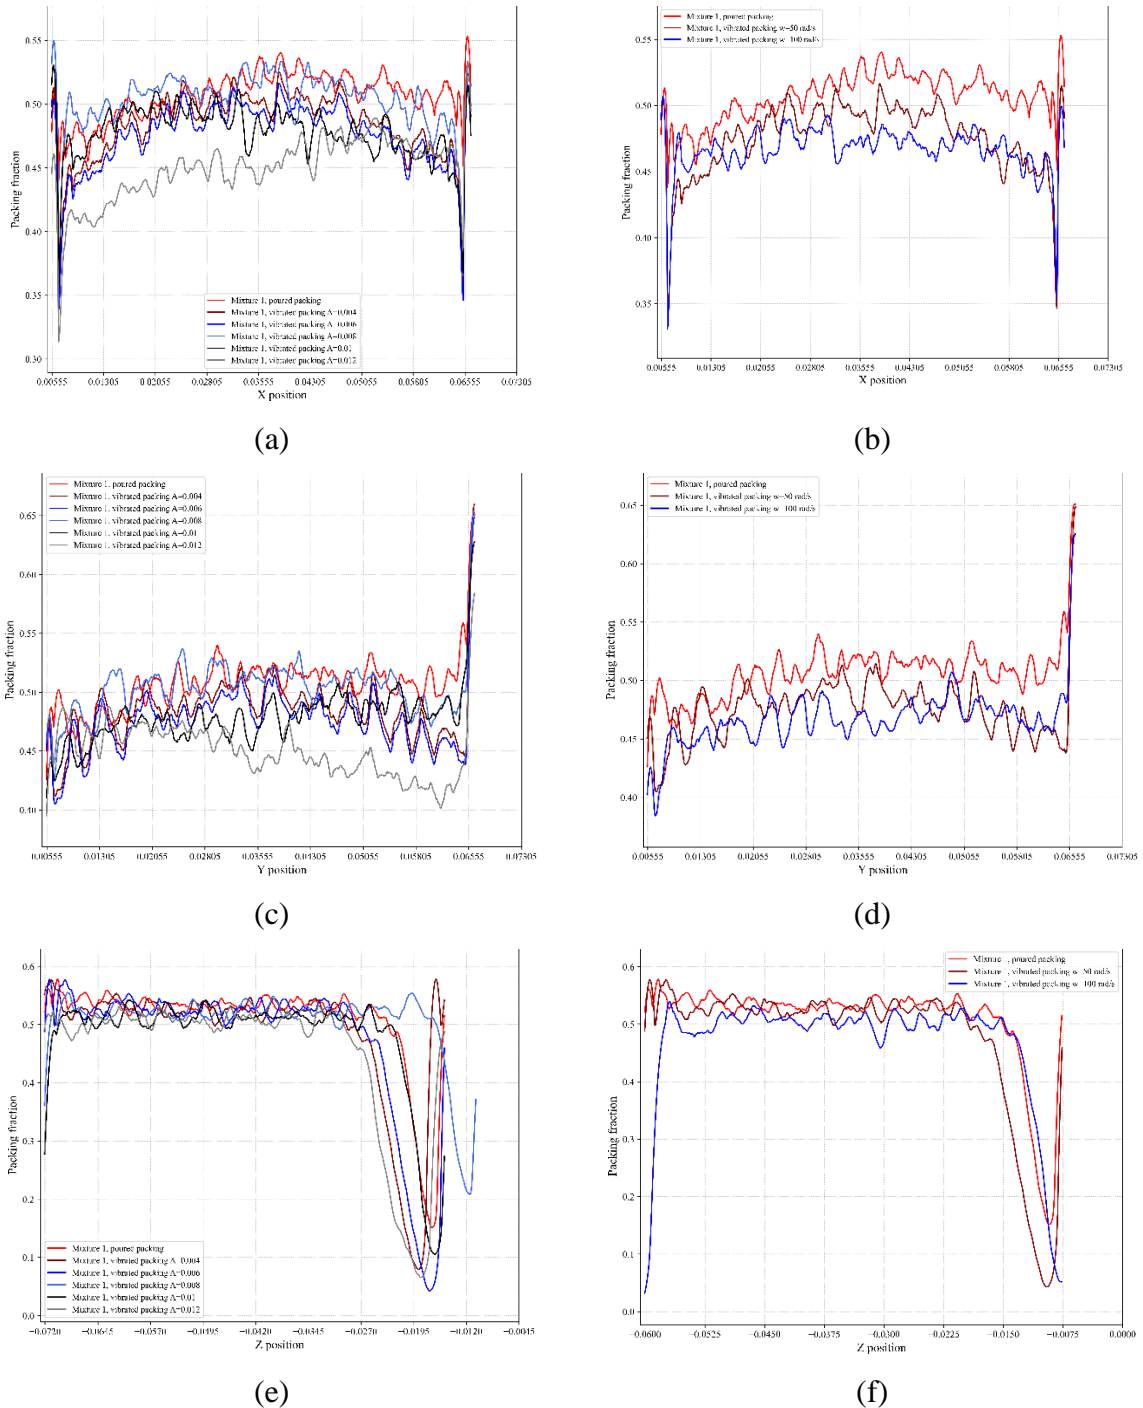 Mixture 1, poured packing
Mixture 1, vibrated packing A=0.004
Mixture 1, vibrated packing A=0.006
Mixture 1, vibrated packing A=0.008
Mixture 1, vibrated packing A=0.01
Mixture 1, vibrated packing A=0.012
Packing fraction
0.55
0.50
0.45
0.40
0.35
0.30
0.00555 0.01305 0.02055 0.02805 0.03555 0.04305 0.05055 0.05805 0.06555 0.07305
X position
(a)
Mixture 1, poured packing
Mixture 1, vibrated packing w=50 rad/s
Mixture 1, vibrated packing w=100 rad/s
Packing fraction
0.55
0.50
0.45
0.40
0.35
0.00555 0.01305 0.02055 0.02805 0.03555 0.04305 0.05055 0.05805 0.06555 0.07305
X position
(b)
Mixture 1, poured packing
Mixture 1, vibrated packing A=0.004
Mixture 1, vibrated packing A=0.006
Mixture 1, vibrated packing A=0.008
Mixture 1, vibrated packing A=0.01
Mixture 1, vibrated packing A=0.012
Packing fraction
0.65
0.60
0.55
0.50
0.45
0.40
0.00555 0.01305 0.02055 0.02805 0.03555 0.04305 0.05055 0.05805 0.06555 0.07305
Y position
(c)
Mixture 1, poured packing
Mixture 1, vibrated packing w=50 rad/s
Mixture 1, vibrated packing w=100 rad/s
Packing fraction
0.65
0.60
0.55
0.50
0.45
0.40
0.00555 0.01305 0.02055 0.02805 0.03555 0.04305 0.05055 0.05805 0.06555 0.07305
Y position
(d)
Packing fraction
0.6
0.5
0.4
0.3
0.2
0.1
0.0
Mixture 1, poured packing
Mixture 1, vibrated packing A=0.004
Mixture 1, vibrated packing A=0.006
Mixture 1, vibrated packing A=0.008
Mixture 1, vibrated packing A=0.01
Mixture 1, vibrated packing A=0.012
−0.0720 −0.0645 −0.0570 −0.0495 −0.0420 −0.0345 −0.0270 −0.0195 −0.0120 −0.0045
Z position
(e)
Mixture 1, poured packing
Mixture 1, vibrated packing w=50 rad/s
Mixture 1, vibrated packing w=100 rad/s
Packing fraction
0.6
0.5
0.4
0.3
0.2
0.1
0.0
−0.0600 −0.0525 −0.0450 −0.0375 −0.0300 −0.0225 −0.0150 −0.0075 0.0000
Z position
(f)